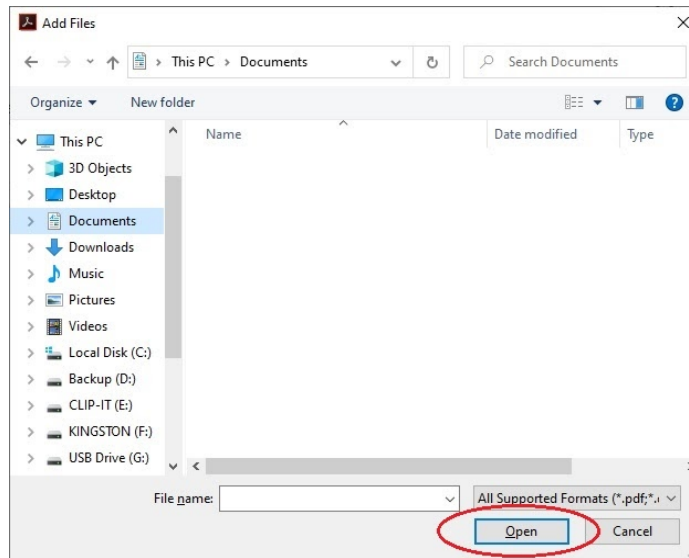 Add Files
This PC > Documents
Search Documents
Organize
New folder
Name
Date modified
Type
This PC
3D Objects
Desktop
Documents
Downloads
Music
Pictures
Videos
Local Disk (C:)
Backup (D:)
CLIP-IT (E:)
KINGSTON (F:)
USB Drive (G:)
File name:
All Supported Formats (*.pdf;*.
Open
Cancel